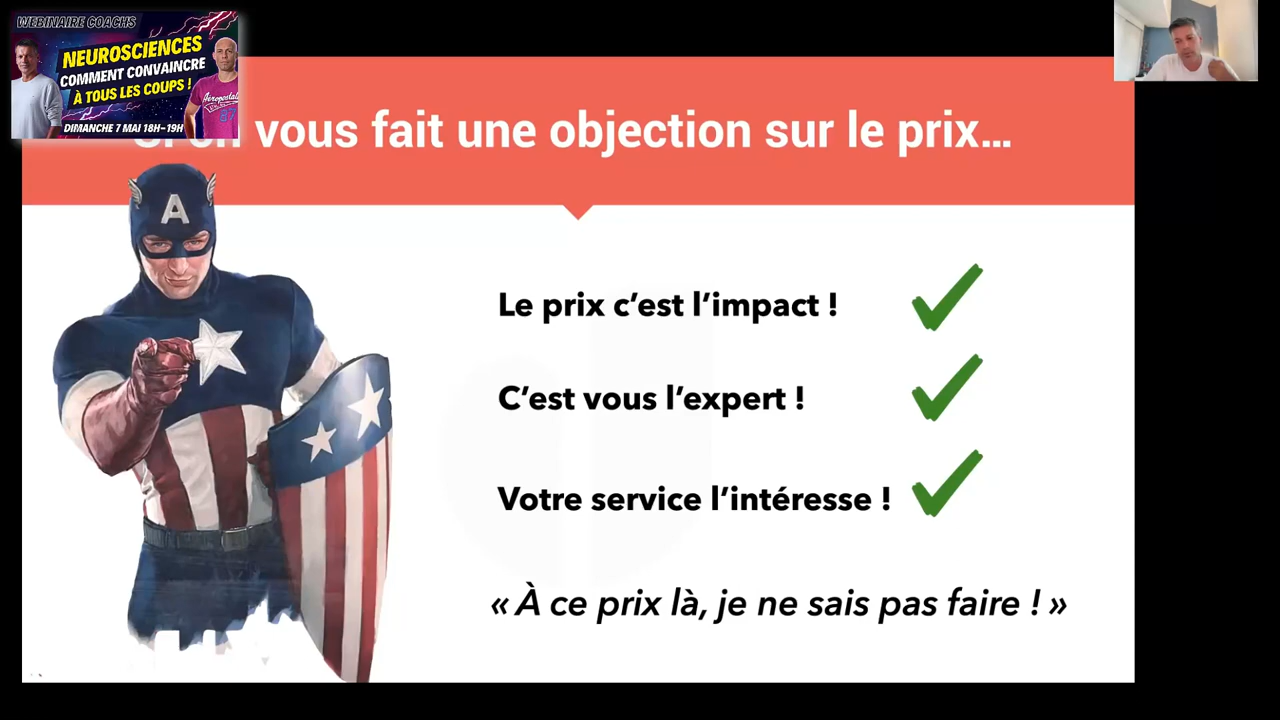 WEBINAIRE COACHS
NEUROSCIENCES
COMMENT CONVAINCRE
À TOUS LES COUPS !
DIMANCHE 7 MAI 18H-19H
Aéropostale
87
vous fait une objection sur le prix…
A
Le prix c’est l’impact !
C’est vous l’expert !
Votre service l’intéresse !
« À ce prix là, je ne sais pas faire ! »